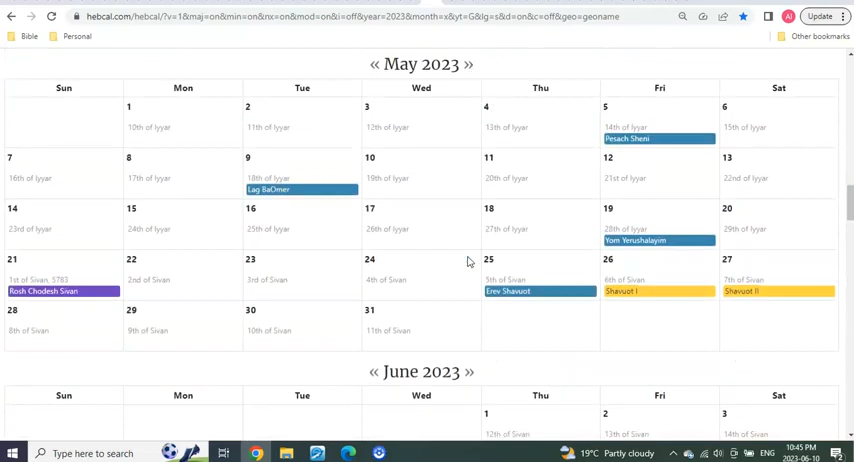 hebcal.com/hebcal/?v=1&maj=on&min=on&nx=on&mod=on&i=off&year=2023&month=x&yt=G&lg=s&d=on&c=off&geo=geoname
AI
Update
Bible Personal Other bookmarks
« May 2023 »
Sun Mon Tue Wed Thu Fri Sat
1 2 3 4 5 6
10th of Iyyar 11th of Iyyar 12th of Iyyar 13th of Iyyar 14th of Iyyar 15th of Iyyar
Pesach Sheni
7 8 9 10 11 12 13
16th of Iyyar 17th of Iyyar 18th of Iyyar 19th of Iyyar 20th of Iyyar 21st of Iyyar 22nd of Iyyar
Lag BaOmer
14 15 16 17 18 19 20
23rd of Iyyar 24th of Iyyar 25th of Iyyar 26th of Iyyar 27th of Iyyar 28th of Iyyar 29th of Iyyar
Yom Yerushalayim
21 22 23 24 25 26 27
1st of Sivan, 5783 2nd of Sivan 3rd of Sivan 4th of Sivan 5th of Sivan 6th of Sivan 7th of Sivan
Rosh Chodesh Sivan Erev Shavuot Shavuot I Shavuot II
28 29 30 31
8th of Sivan 9th of Sivan 10th of Sivan 11th of Sivan
« June 2023 »
Sun Mon Tue Wed Thu Fri Sat
1 2 3
12th of Sivan 13th of Sivan 14th of Sivan
Type here to search 19°C Partly cloudy ENG 10:45 PM
2023-06-10
2